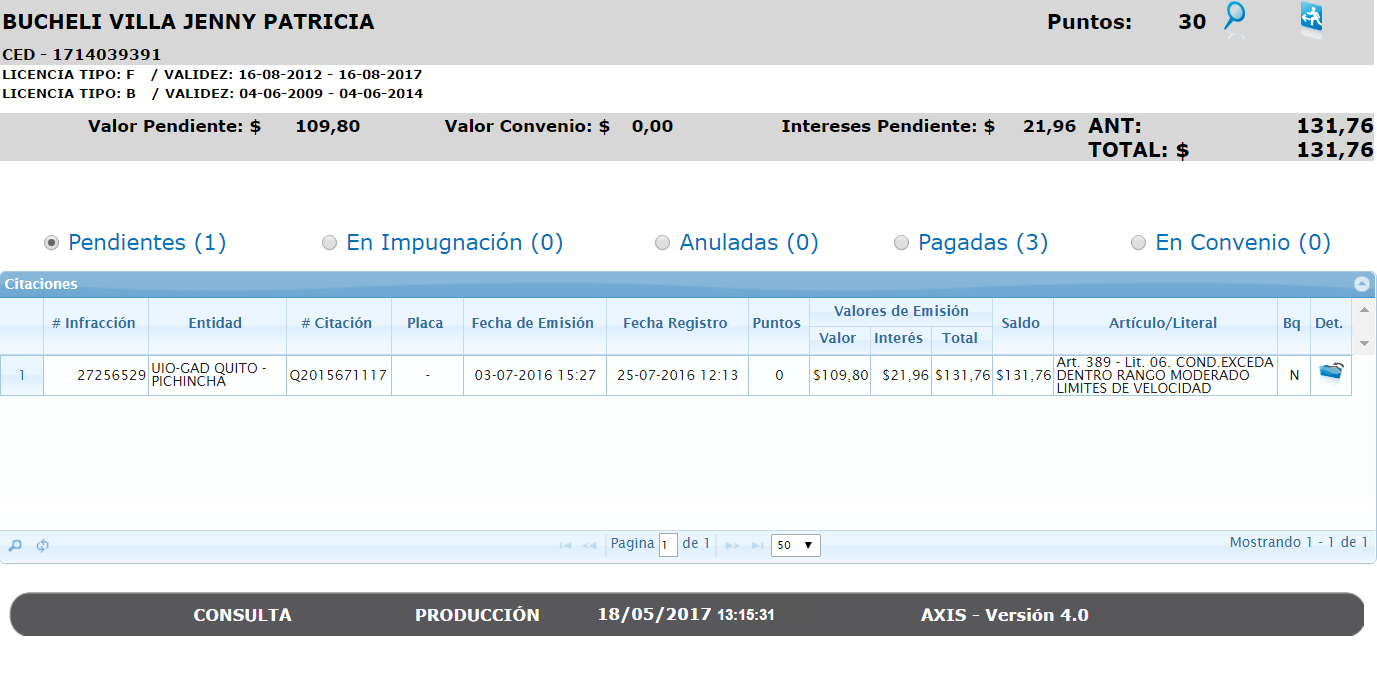 BUCHELI VILLA JENNY PATRICIA
Puntos: 30
CED - 1714039391
LICENCIA TIPO: F / VALIDEZ: 16-08-2012 - 16-08-2017
LICENCIA TIPO: B / VALIDEZ: 04-06-2009 - 04-06-2014
Valor Pendiente: $ 109,80 Valor Convenio: $ 0,00 Intereses Pendiente: $ 21,96 ANT: 131,76
TOTAL: $ 131,76
Pendientes (1) En Impugnación (0) Anuladas (0) Pagadas (3) En Convenio (0)
Citaciones
# Infracción Entidad # Citación Placa Fecha de Emisión Fecha Registro Puntos Valores de Emisión Saldo Artículo/Literal Bq Det.
Valor Interés Total
1 27256529 UIO-GAD QUITO - PICHINCHA Q2015671117 - 03-07-2016 15:27 25-07-2016 12:13 0 $109,80 $21,96 $131,76 $131,76 Art. 389 - Lit. 06. COND.EXCEDA
DENTRO RANGO MODERADO
LIMITES DE VELOCIDAD N
Pagina 1 de 1 50 Mostrando 1 - 1 de 1
CONSULTA PRODUCCIÓN 18/05/2017 13:15:31 AXIS - Versión 4.0